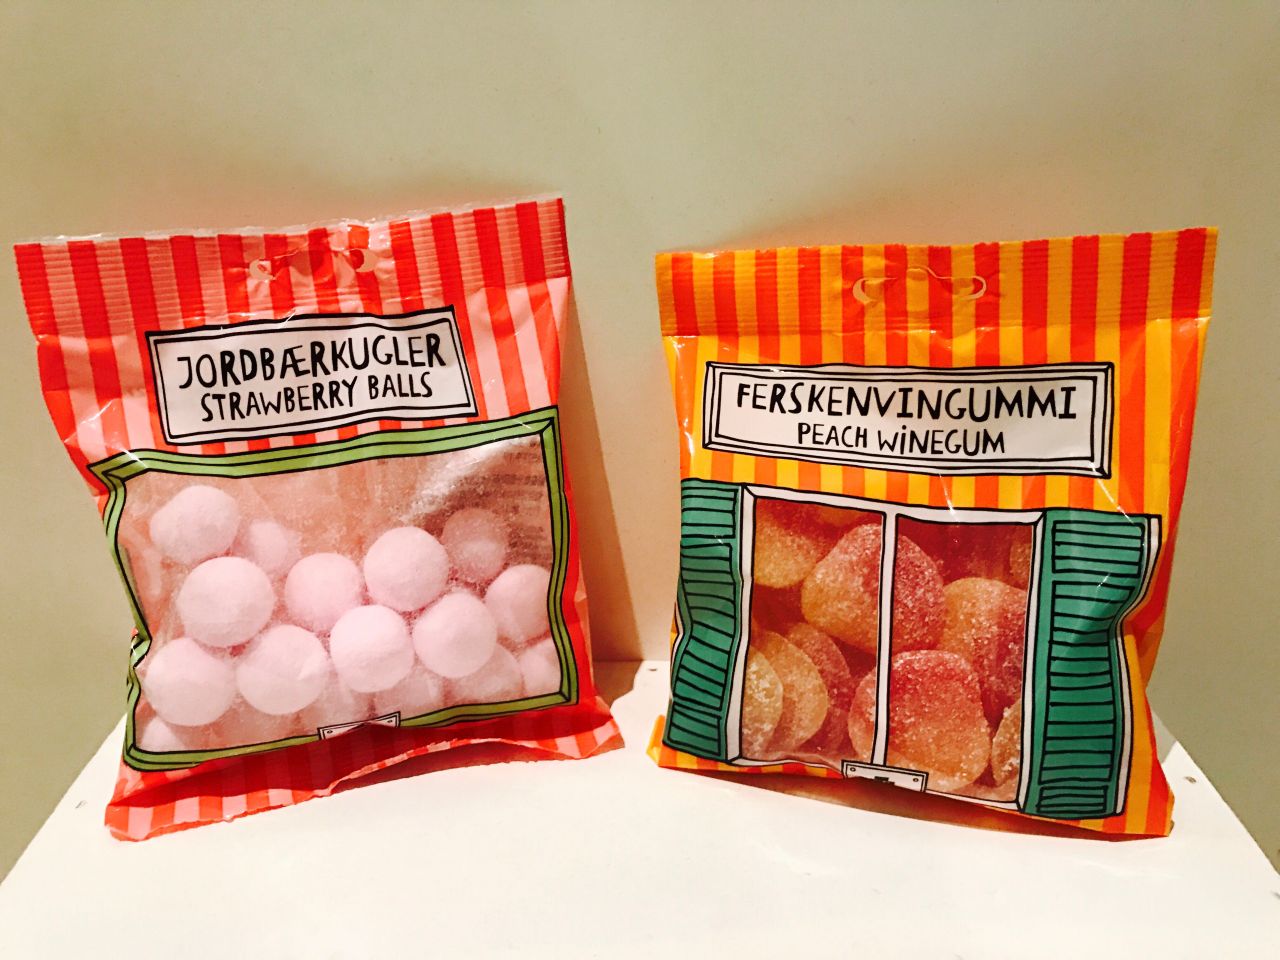 JORDBÆRKUGLER
STRAWBERRY BALLS
FERSKENVINGUMMI
PEACH WINEGUM